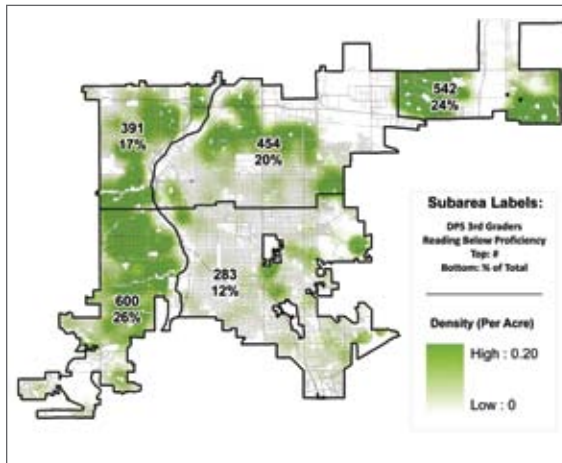 542
24%
391
17%
454
20%
283
12%
600
26%
Subarea Labels:
DPS 3rd Graders
Reading Below Proficiency
Top: #
Bottom: % of Total
Density (Per Acre)
High : 0.20
Low : 0